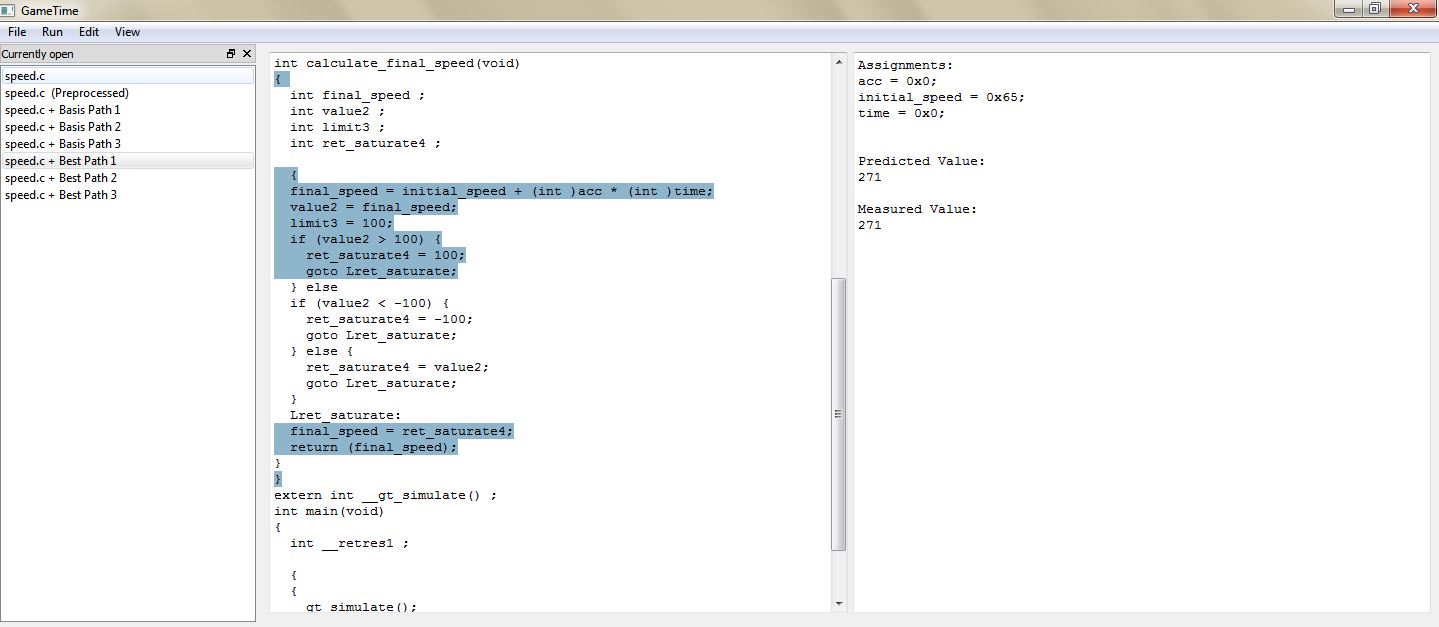 GameTime
File Run Edit View
Currently open
speed.c
speed.c (Preprocessed)
speed.c + Basis Path 1
speed.c + Basis Path 2
speed.c + Basis Path 3
speed.c + Best Path 1
speed.c + Best Path 2
speed.c + Best Path 3
int calculate_final_speed(void)
{
int final_speed ;
int value2 ;
int limit3 ;
int ret_saturate4 ;
{
final_speed = initial_speed + (int )acc * (int )time;
value2 = final_speed;
limit3 = 100;
if (value2 > 100) {
ret_saturate4 = 100;
goto Lret_saturate;
} else
if (value2 < -100) {
ret_saturate4 = -100;
goto Lret_saturate;
} else {
ret_saturate4 = value2;
goto Lret_saturate;
}
Lret_saturate:
final_speed = ret_saturate4;
return (final_speed);
}
}
extern int __gt_simulate() ;
int main(void)
{
int __retres1 ;
{
{
gt simulate();
Assignments:
acc = 0x0;
initial_speed = 0x65;
time = 0x0;
Predicted Value:
271
Measured Value:
271